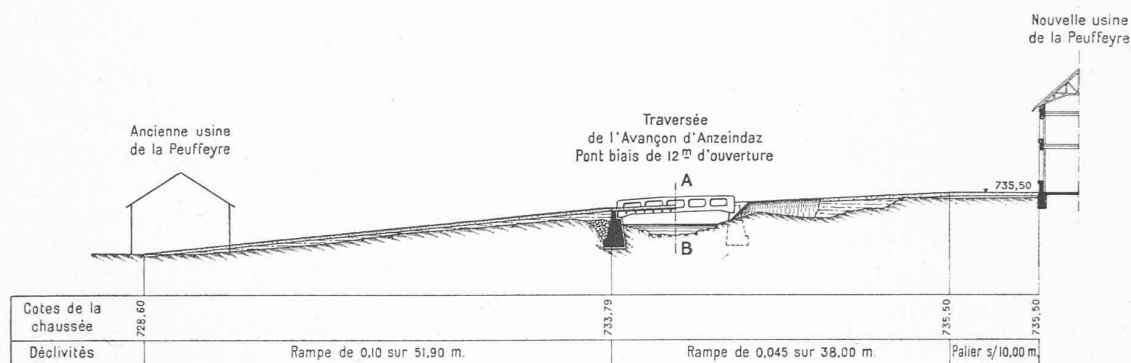 Nouvelle usine
de la Peuffeyre
Ancienne usine
de la Peuffeyre
Traversée
de l'Avançon d'Anzeindaz
Pont biais de 12 m d'ouverture
A
735,50
B
Cotes de la
chaussée
728,60
733,79
735,50
735,50
Déclivités
Rampe de 0,10 sur 51,90 m.
Rampe de 0,045 sur 38,00 m.
Palier s/10,00 m.